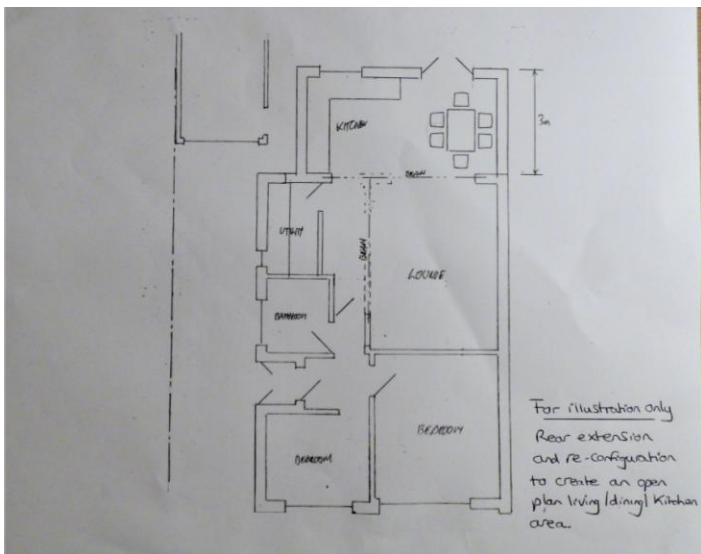 KITCHEN
3m
BEAM
UTILITY
BEAM
LOUNGE
BATHROOM
BEDROOM
BEDROOM
For illustration only
Rear extension
and re-configuration
to create an open
plan living/dining/Kitchen
area.